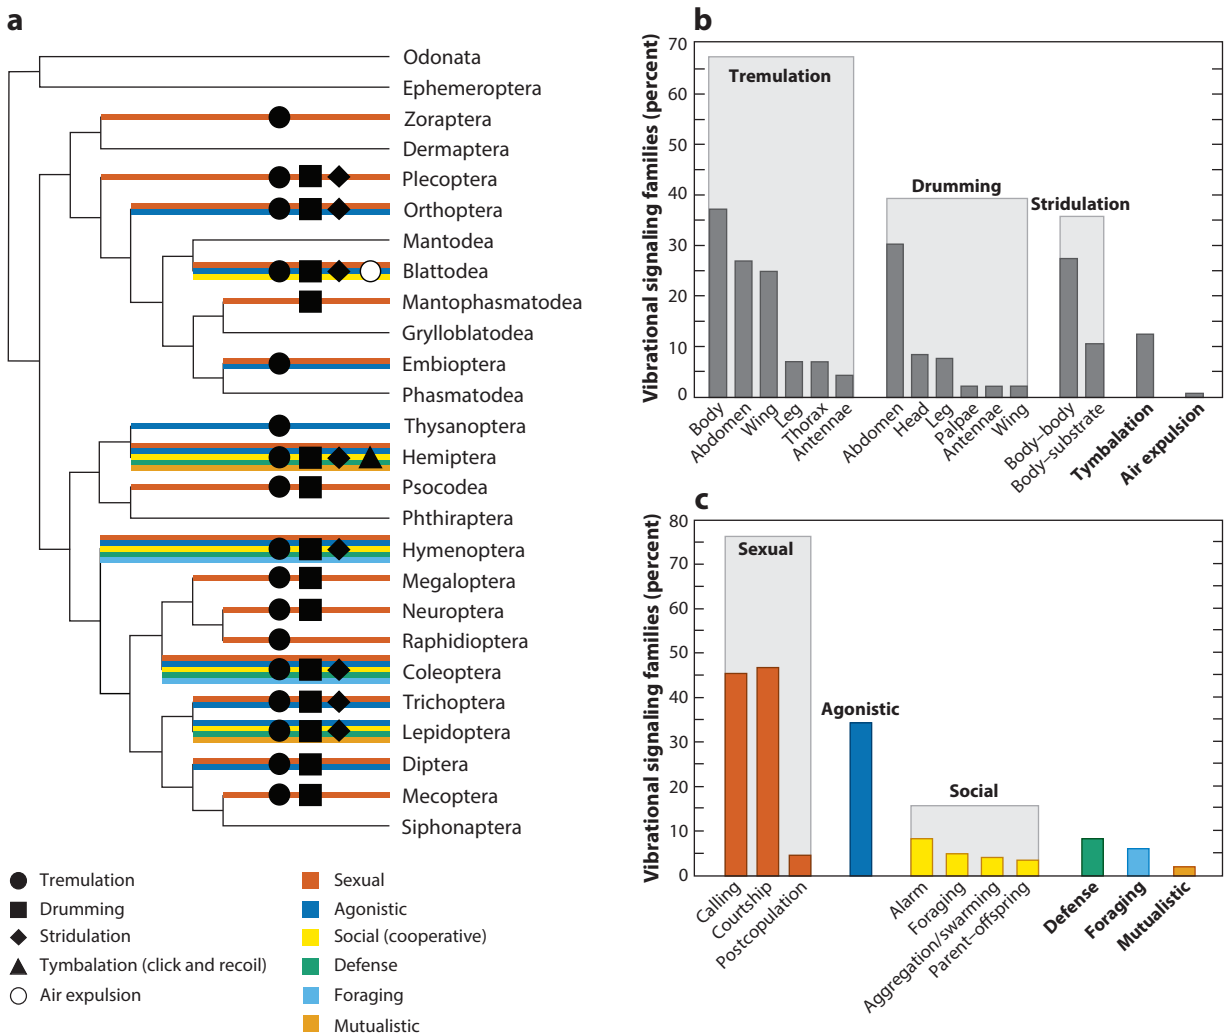 a
Odonata
Ephemeroptera
Zoraptera
Dermaptera
Plecoptera
Orthoptera
Mantodea
Blattodea
Mantophasmatodea
Grylloblatodea
Embioptera
Phasmatodea
Thysanoptera
Hemiptera
Psocodea
Phthiraptera
Hymenoptera
Megaloptera
Neuroptera
Raphidioptera
Coleoptera
Trichoptera
Lepidoptera
Diptera
Mecoptera
Siphonaptera
Tremulation
Drumming
Stridulation
Tymbalation (click and recoil)
Air expulsion
Sexual
Agonistic
Social (cooperative)
Defense
Foraging
Mutualistic
b
Vibrational signaling families (percent)
70
60
50
40
30
20
10
0
Tremulation
Drumming
Stridulation
Body
Abdomen
Wing
Leg
Thorax
Antennae
Abdomen
Head
Leg
Palpae
Antennae
Wing
Body–body
Body–substrate
Tymbalation
Air expulsion
c
Vibrational signaling families (percent)
80
70
60
50
40
30
20
10
0
Sexual
Agonistic
Social
Calling
Courtship
Postcopulation
Alarm
Foraging
Aggregation/swarming
Parent–offspring
Defense
Foraging
Mutualistic